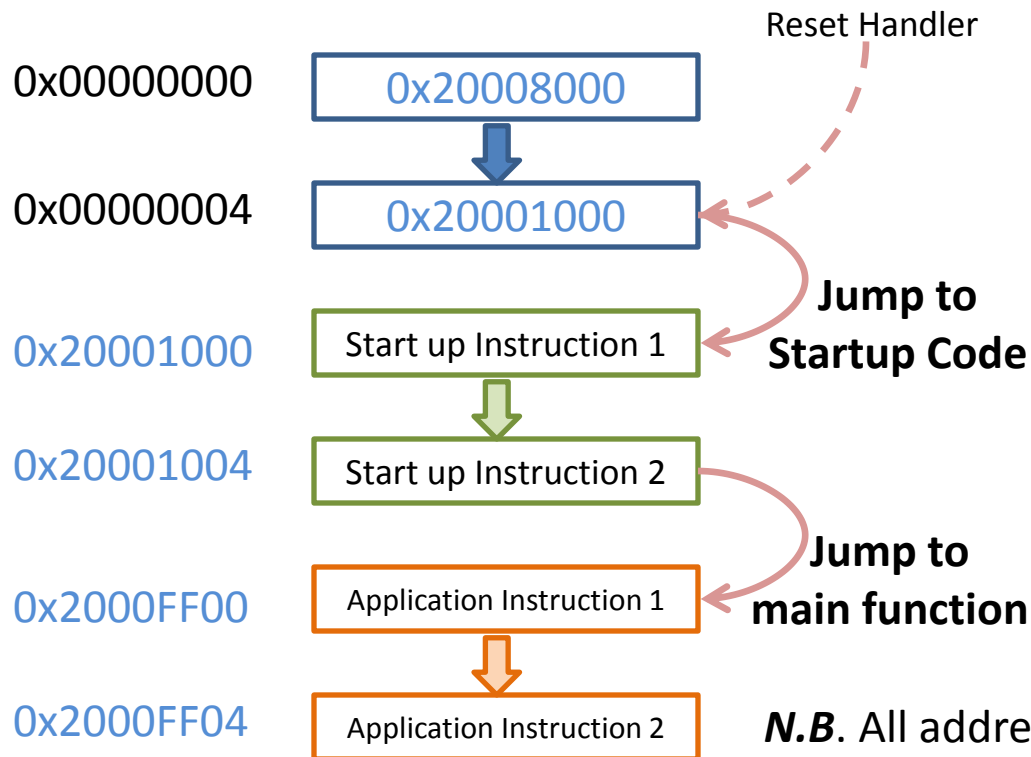 Reset Handler
0x00000000
0x20008000
0x00000004
0x20001000
Jump to
Startup Code
0x20001000
Start up Instruction 1
0x20001004
Start up Instruction 2
Jump to
main function
0x2000FF00
Application Instruction 1
0x2000FF04
Application Instruction 2
N.B. All addre